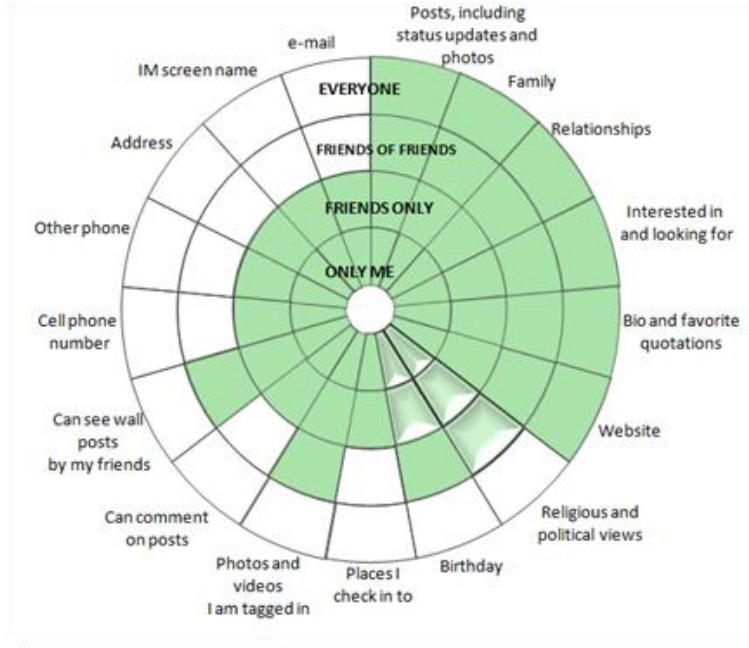 Posts, including
status updates and
photos
e-mail
IM screen name
Family
EVERYONE
Relationships
Address
FRIENDS OF FRIENDS
FRIENDS ONLY
Interested in
and looking for
Other phone
ONLY ME
Cell phone
number
Bio and favorite
quotations
Can see wall
posts
by my friends
Website
Can comment
on posts
Religious and
political views
Photos and
videos
I am tagged in
Places I
check in to
Birthday